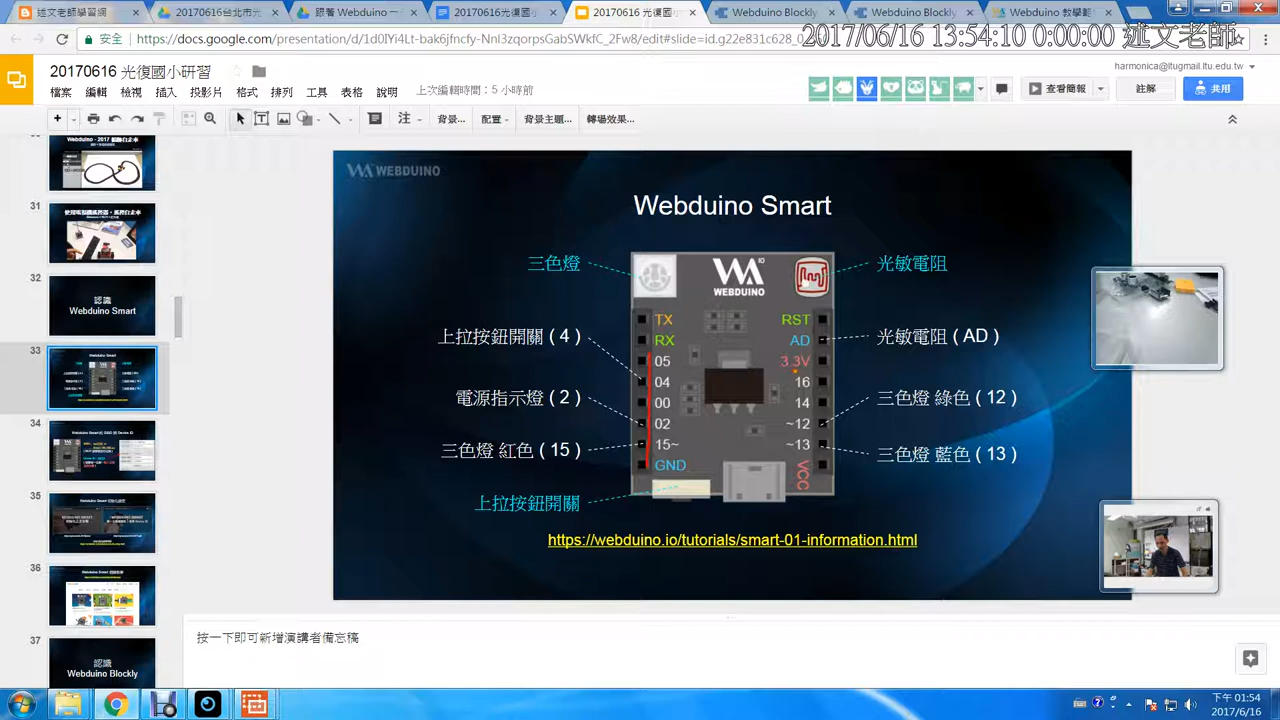 述文老師學習網
20170616台北市光
跟著 Webduino 一
20170616光復國小
20170616 光復國小
Webduino Blockly
Webduino Blockly
Webduino 教學範
安全
https://docs.google.com/presentation/d/
2017/06/16 13:54:10 0:00:00 述文老師
20170616 光復國小研習
harmonica@ltugmail.ltu.edu.tw
檔案 編輯 檢視 插入 投影片 格式 排列 工具 表格 說明
上次編輯時間：5 小時前
查看簡報
註解
共用
背景...
配置
背景主題...
轉場效果...
31
32
認識
Webduino Smart
33
34
35
36
37
認識
Webduino Blockly
WEBDUINO
Webduino Smart
三色燈
光敏電阻
WEBDUINO
TX RST
RX AD
05 3.3V
04 16
00 14
02 ~12
15~ ~13
GND VCC
上拉按鈕開關 ( 4 )
光敏電阻 ( AD )
電源指示燈 ( 2 )
三色燈 綠色 ( 12 )
三色燈 紅色 ( 15 )
三色燈 藍色 ( 13 )
上拉按鈕開關
https://webduino.io/tutorials/smart-01-information.html
按一下即可新增演講者備忘稿
下午 01:54
2017/6/16